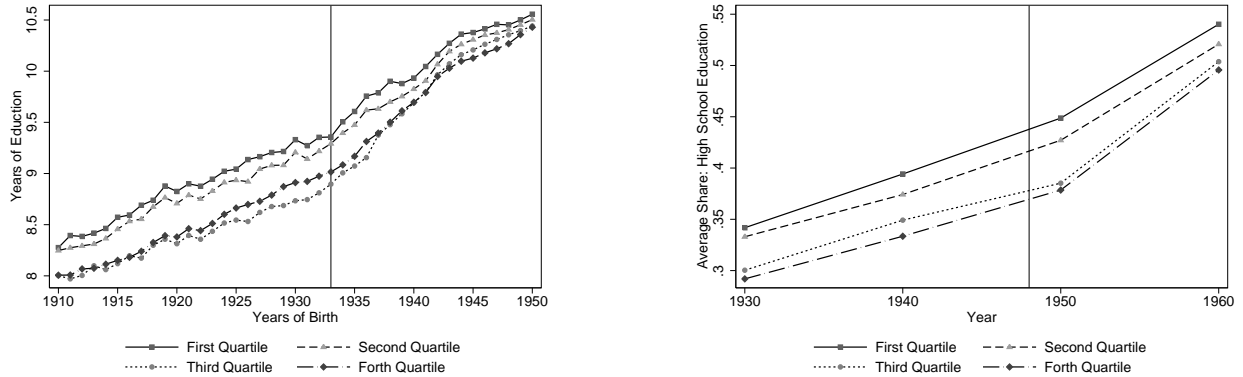 Years of Eduction
10.5
10
9.5
9
8.5
8
1910 1915 1920 1925 1930 1935 1940 1945 1950
Years of Birth
First Quartile Second Quartile
Third Quartile Forth Quartile
Average Share: High School Education
.55
.5
.45
.4
.35
.3
1930 1940 1950 1960
Year
First Quartile Second Quartile
Third Quartile Forth Quartile